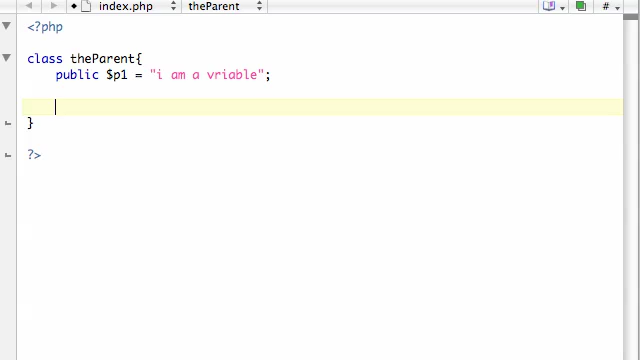 index.php theParent #
<?php
class theParent{
public $p1 = "i am a vriable";
}
?>